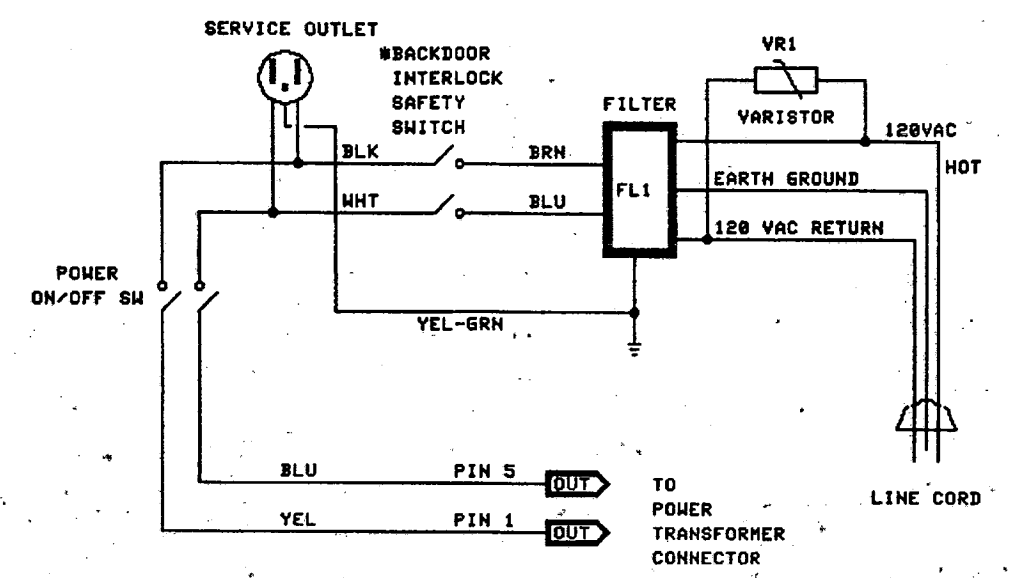 SERVICE OUTLET
*BACKDOOR
INTERLOCK
SAFETY
SWITCH
VR1
VARISTOR
FILTER
120VAC
HOT
BLK
BRN
FL1
EARTH GROUND
WHT
BLU
120 VAC RETURN
POWER
ON/OFF SW
YEL-GRN
BLU
PIN 5
OUT
TO
POWER
TRANSFORMER
CONNECTOR
LINE CORD
YEL
PIN 1
OUT